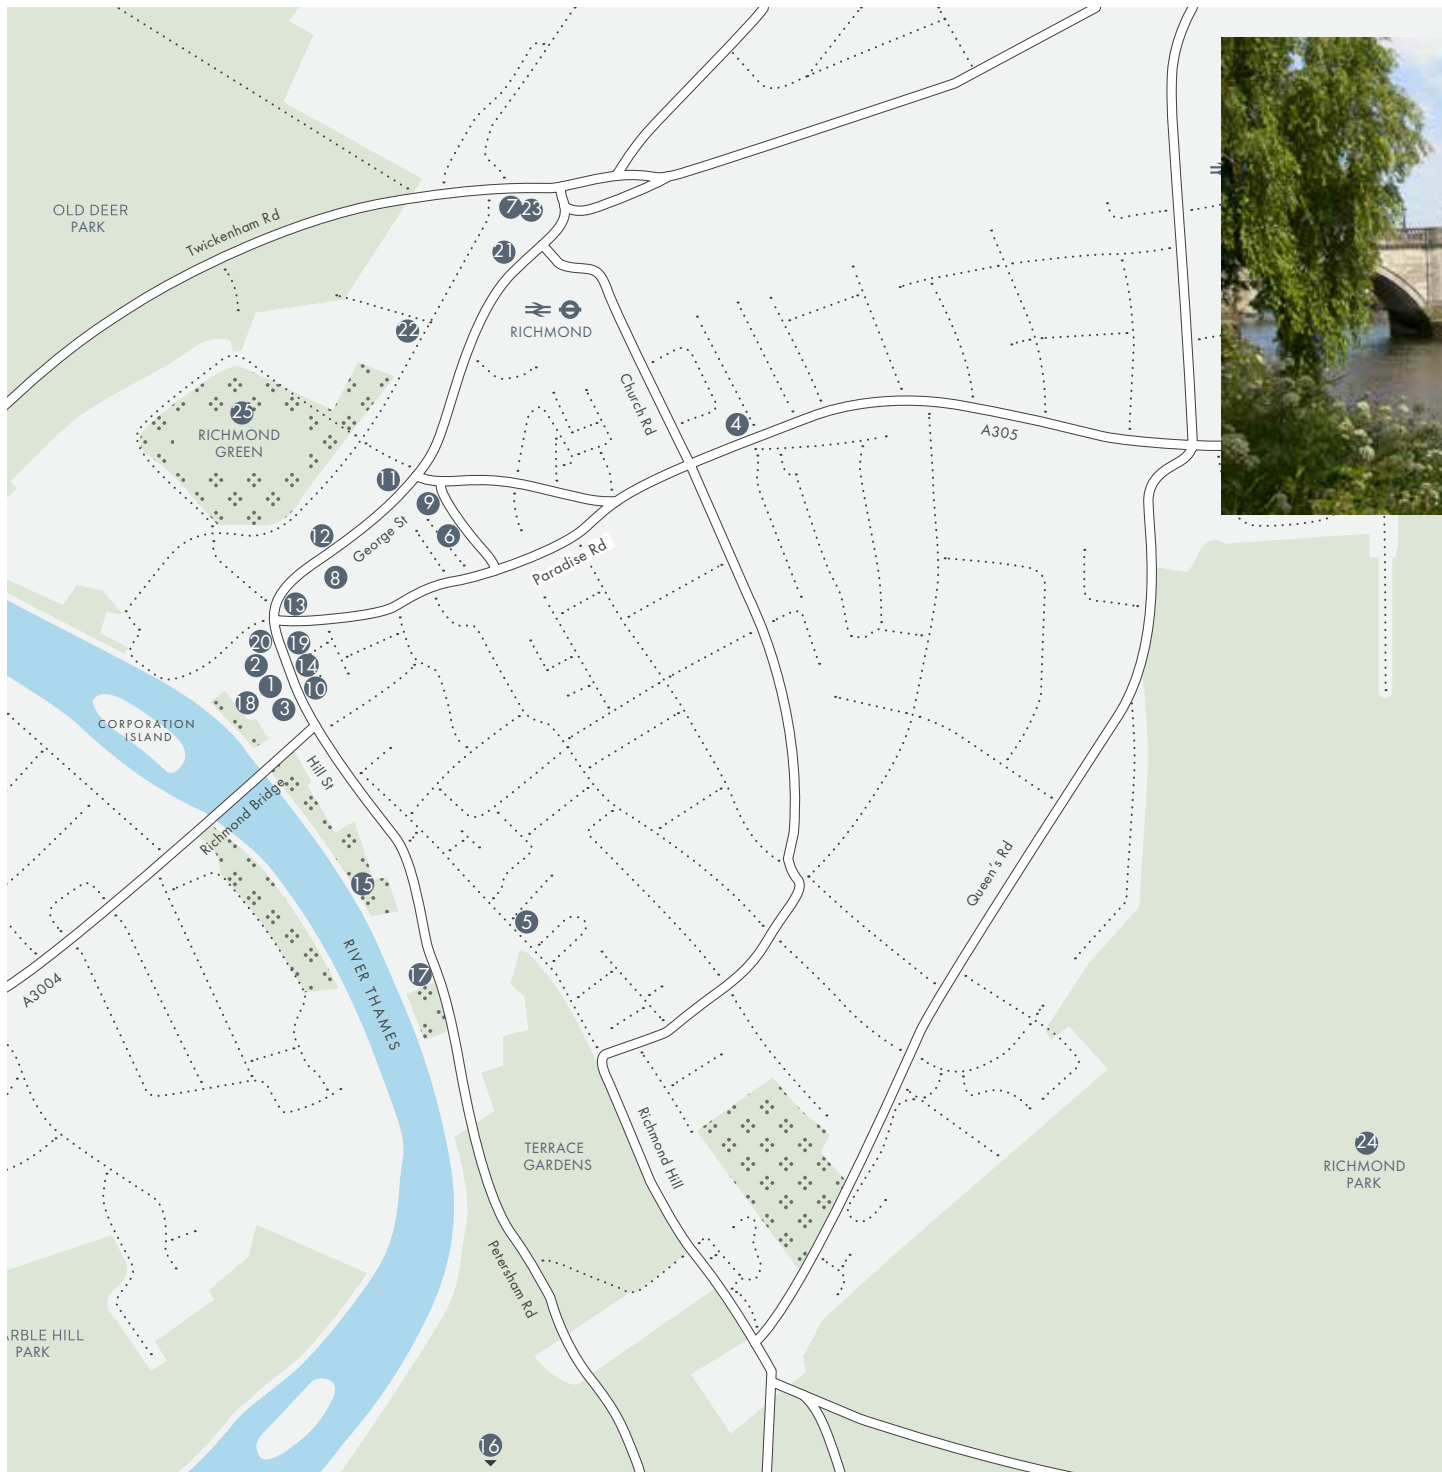 OLD DEER
PARK
Twickenham Rd
7
23
21
RICHMOND
22
25
RICHMOND
GREEN
Church Rd
4
A305
11
9
12
George St
6
8
Paradise Rd
13
20
19
2
14
1
10
18
3
CORPORATION
ISLAND
Hill St
Richmond Bridge
15
5
Queen's Rd
17
A3004
RIVER THAMES
TERRACE
GARDENS
Richmond Hill
24
RICHMOND
PARK
Petersham Rd
ARBLE HILL
PARK
16